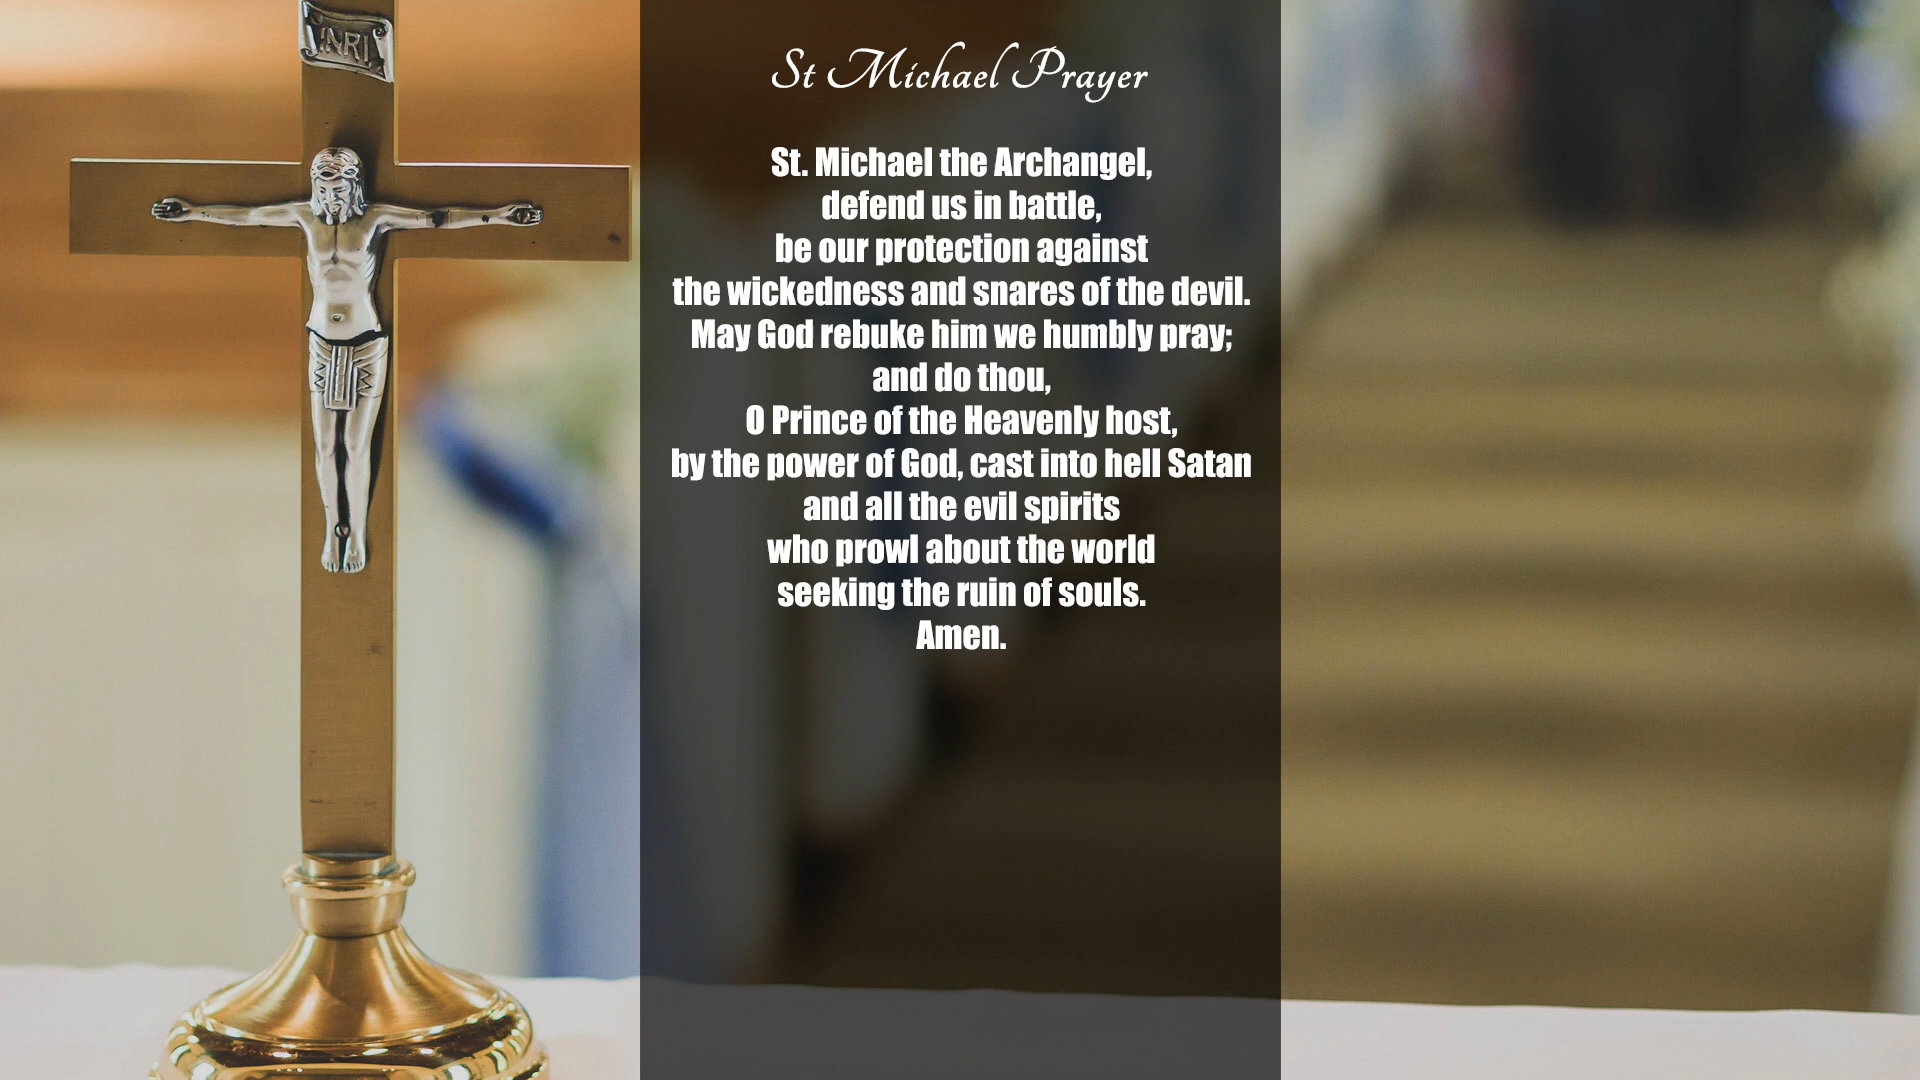 INRI
St Michael Prayer
St. Michael the Archangel,
defend us in battle,
be our protection against
the wickedness and snares of the devil.
May God rebuke him we humbly pray;
and do thou,
O Prince of the Heavenly host,
by the power of God, cast into hell Satan
and all the evil spirits
who prowl about the world
seeking the ruin of souls.
Amen.